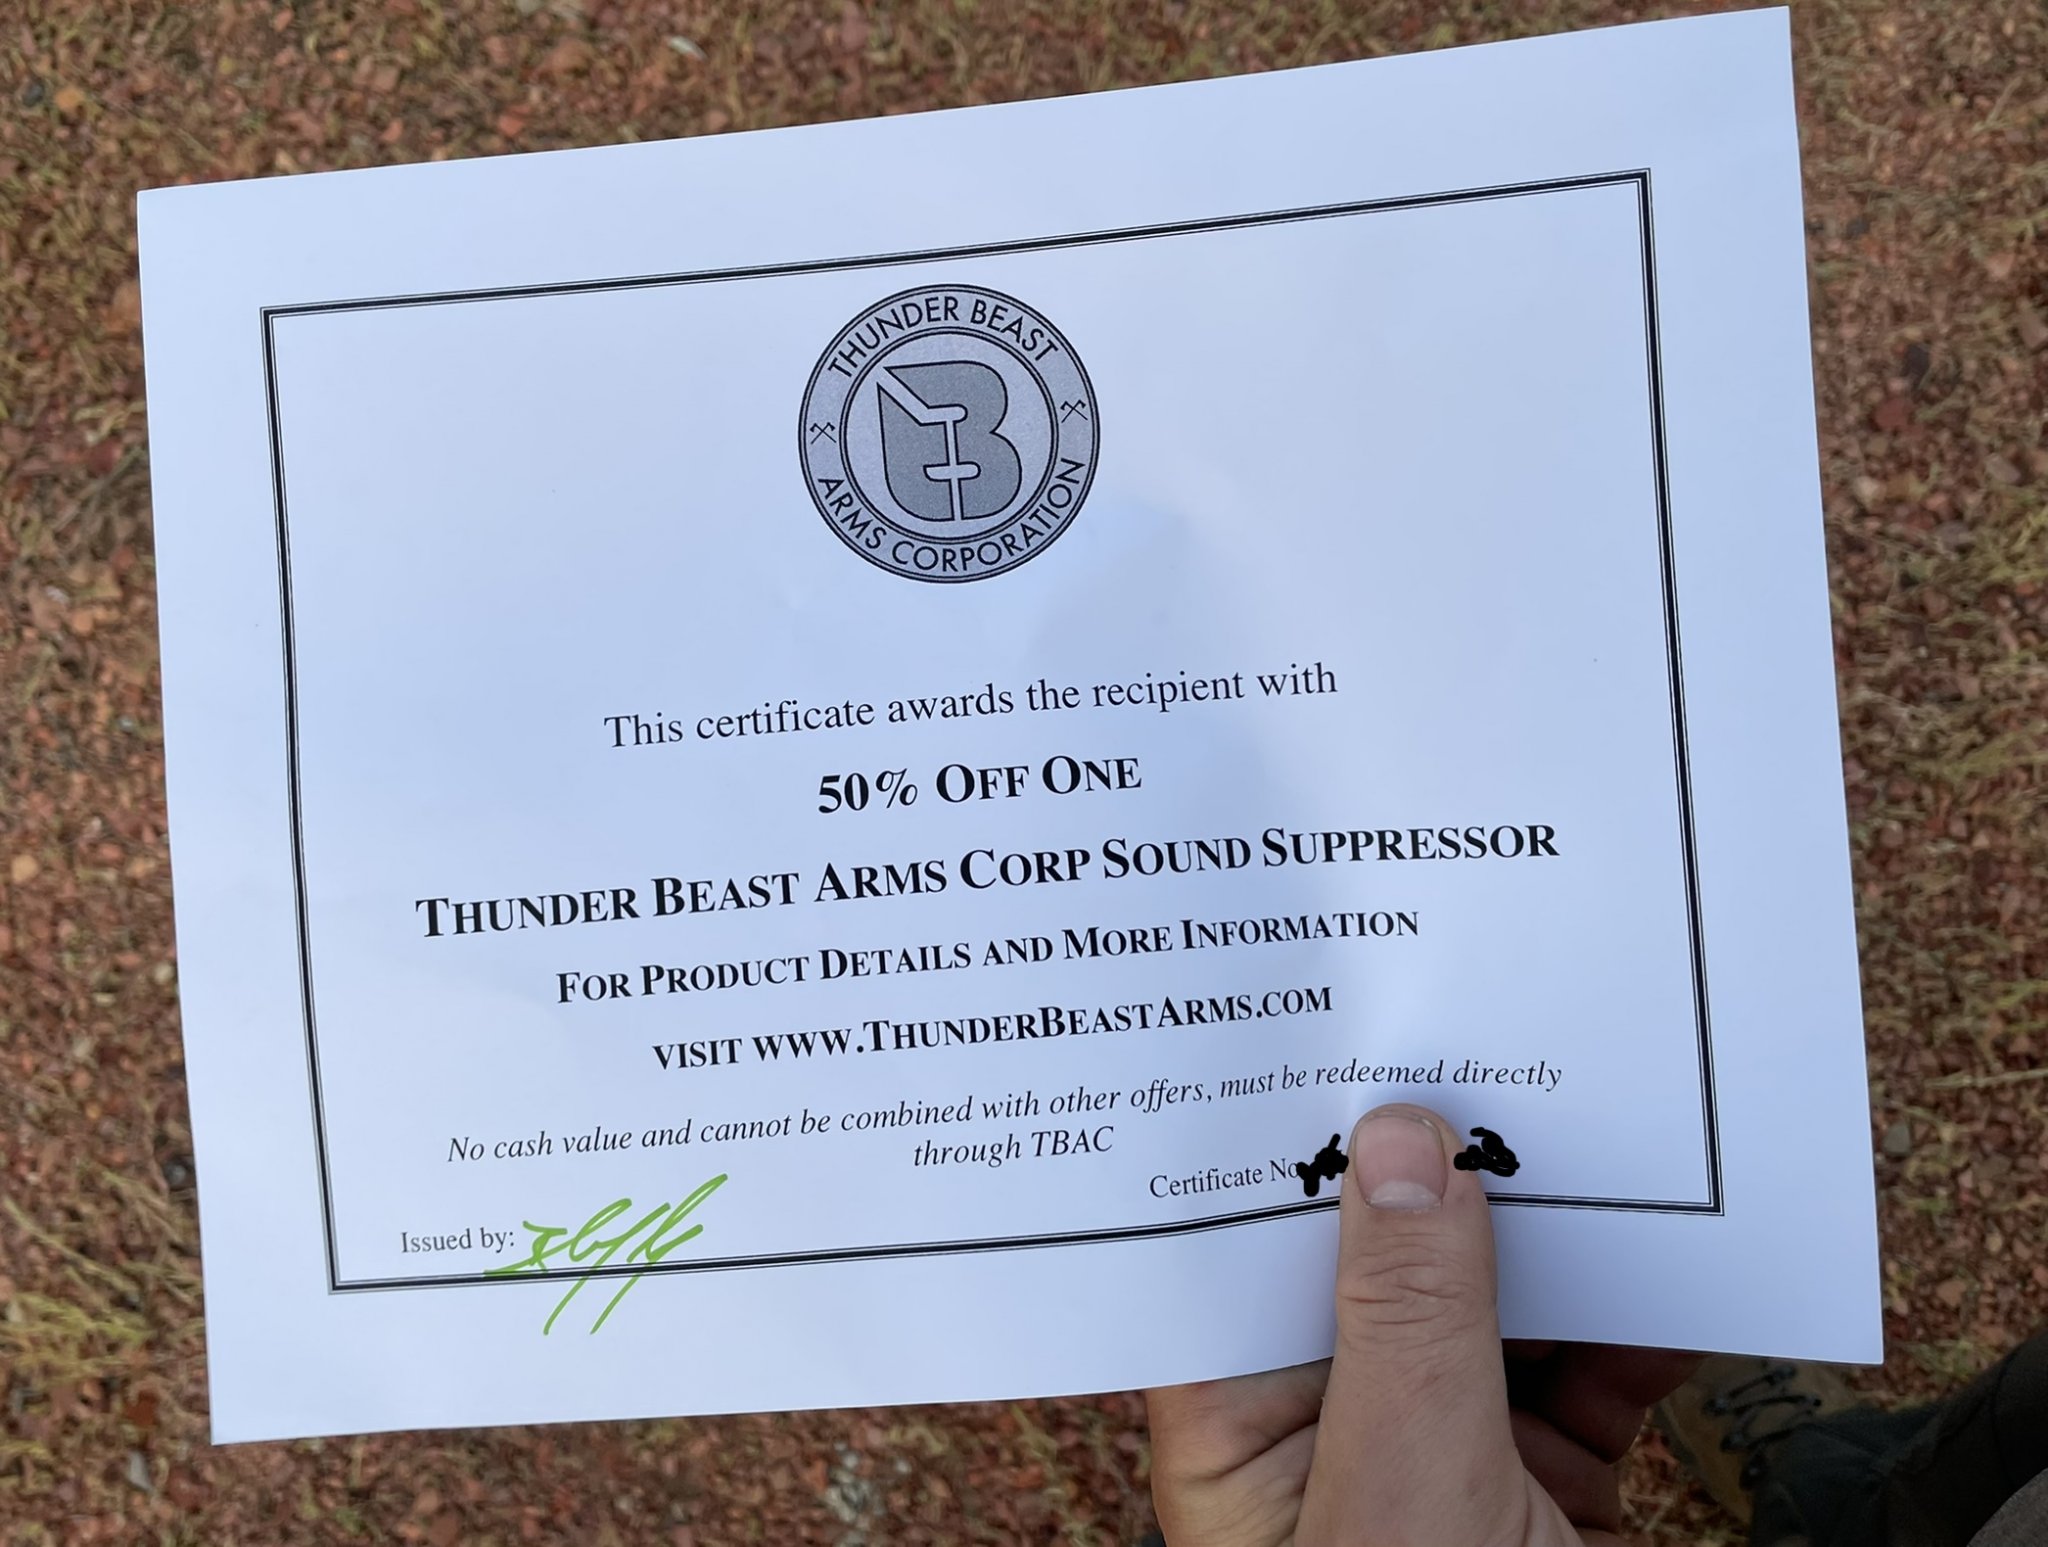 THUNDER BEAST
ARMS CORPORATION
This certificate awards the recipient with
50% OFF ONE
THUNDER BEAST ARMS CORP SOUND SUPPRESSOR
FOR PRODUCT DETAILS AND MORE INFORMATION
VISIT WWW.THUNDERBEASTARMS.COM
No cash value and cannot be combined with other offers, must be redeemed directly
through TBAC
Certificate No
Issued by: